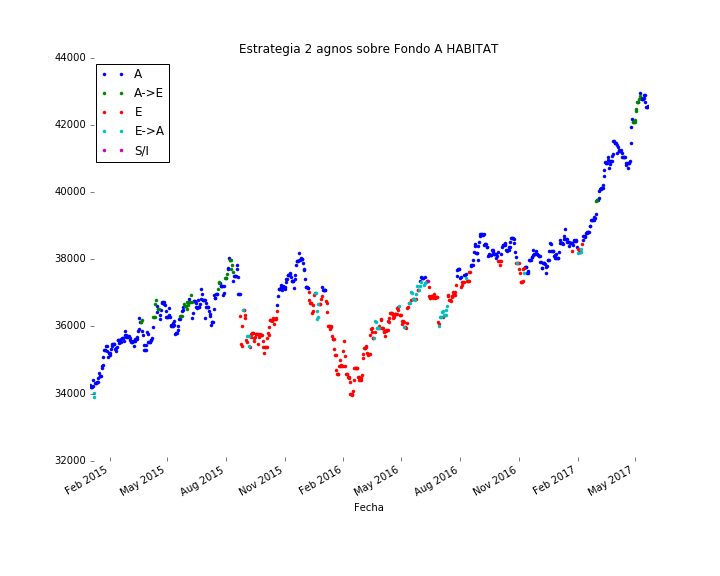 Estrategia 2 agnos sobre Fondo A HABITAT
44000
42000
40000
38000
36000
34000
32000
A
A->E
E
E->A
S/I
Feb 2015
May 2015
Aug 2015
Nov 2015
Feb 2016
May 2016
Aug 2016
Nov 2016
Feb 2017
May 2017
Fecha